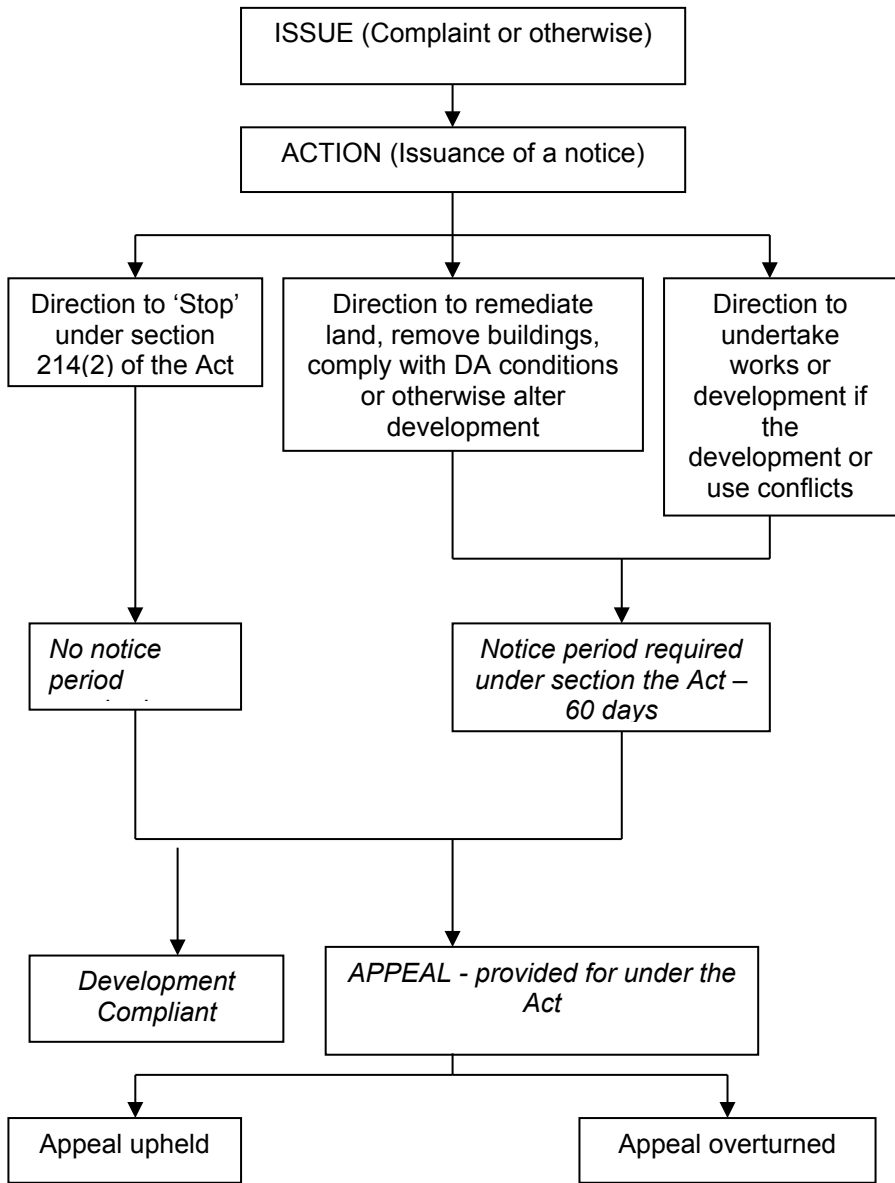 ISSUE (Complaint or otherwise)
ACTION (Issuance of a notice)
Direction to ‘Stop’
under section
214(2) of the Act
Direction to remediate
land, remove buildings,
comply with DA conditions
or otherwise alter
development
Direction to
undertake
works or
development if
the
development or
use conflicts
No notice
period
Notice period required
under section the Act –
60 days
Development
Compliant
APPEAL - provided for under the
Act
Appeal upheld
Appeal overturned